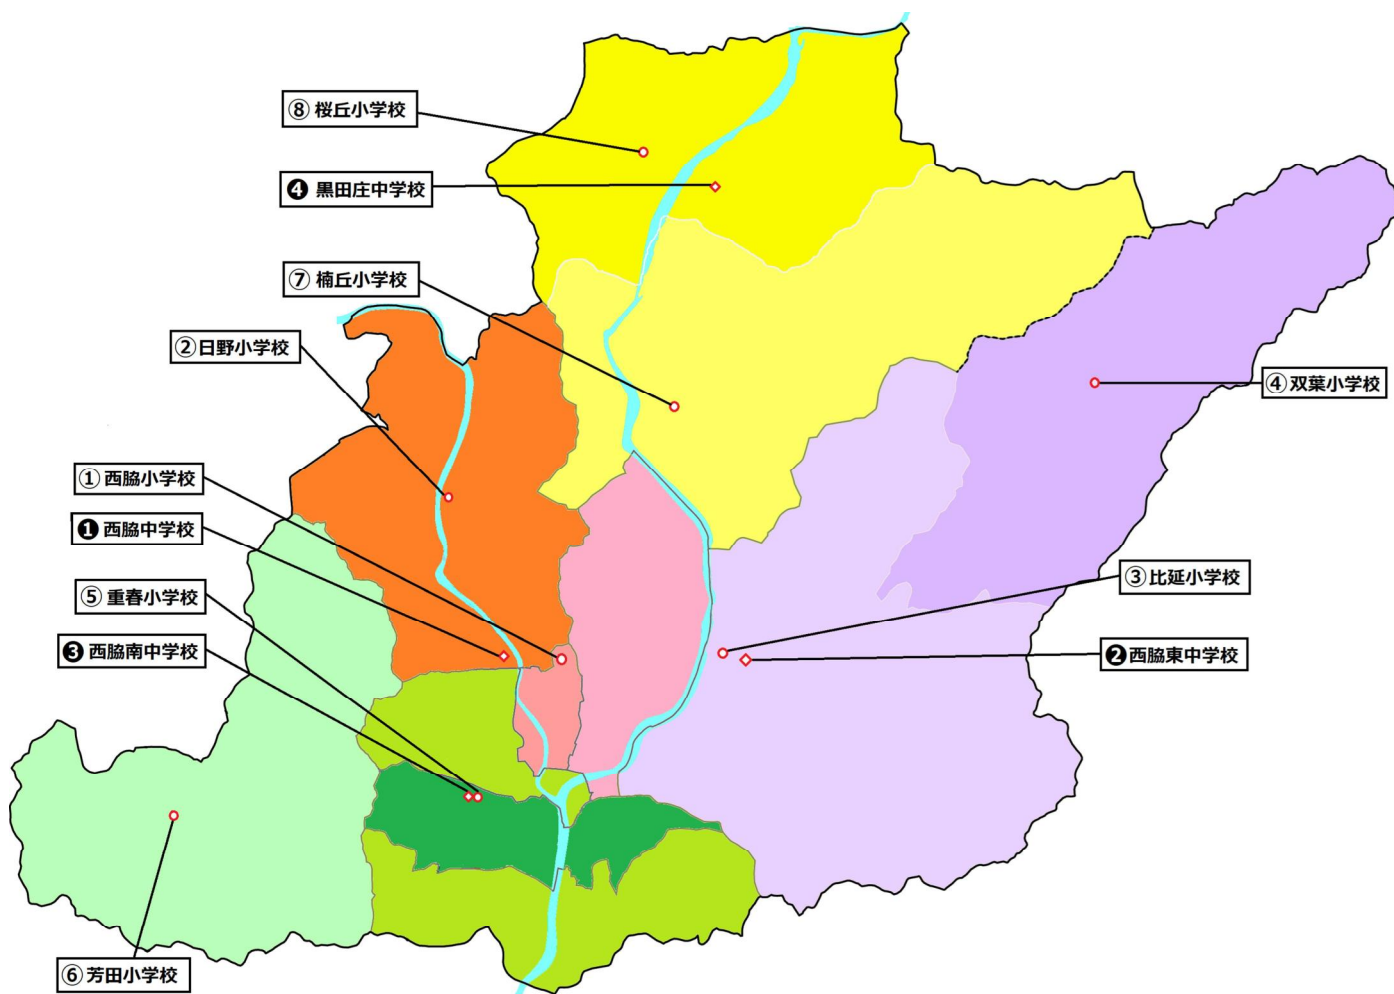 ⑧桜丘小学校
❹黒田庄中学校
⑦楠丘小学校
②日野小学校
④双葉小学校
①西脇小学校
❶西脇中学校
③比延小学校
⑤重春小学校
❸西脇南中学校
❷西脇東中学校
⑥芳田小学校